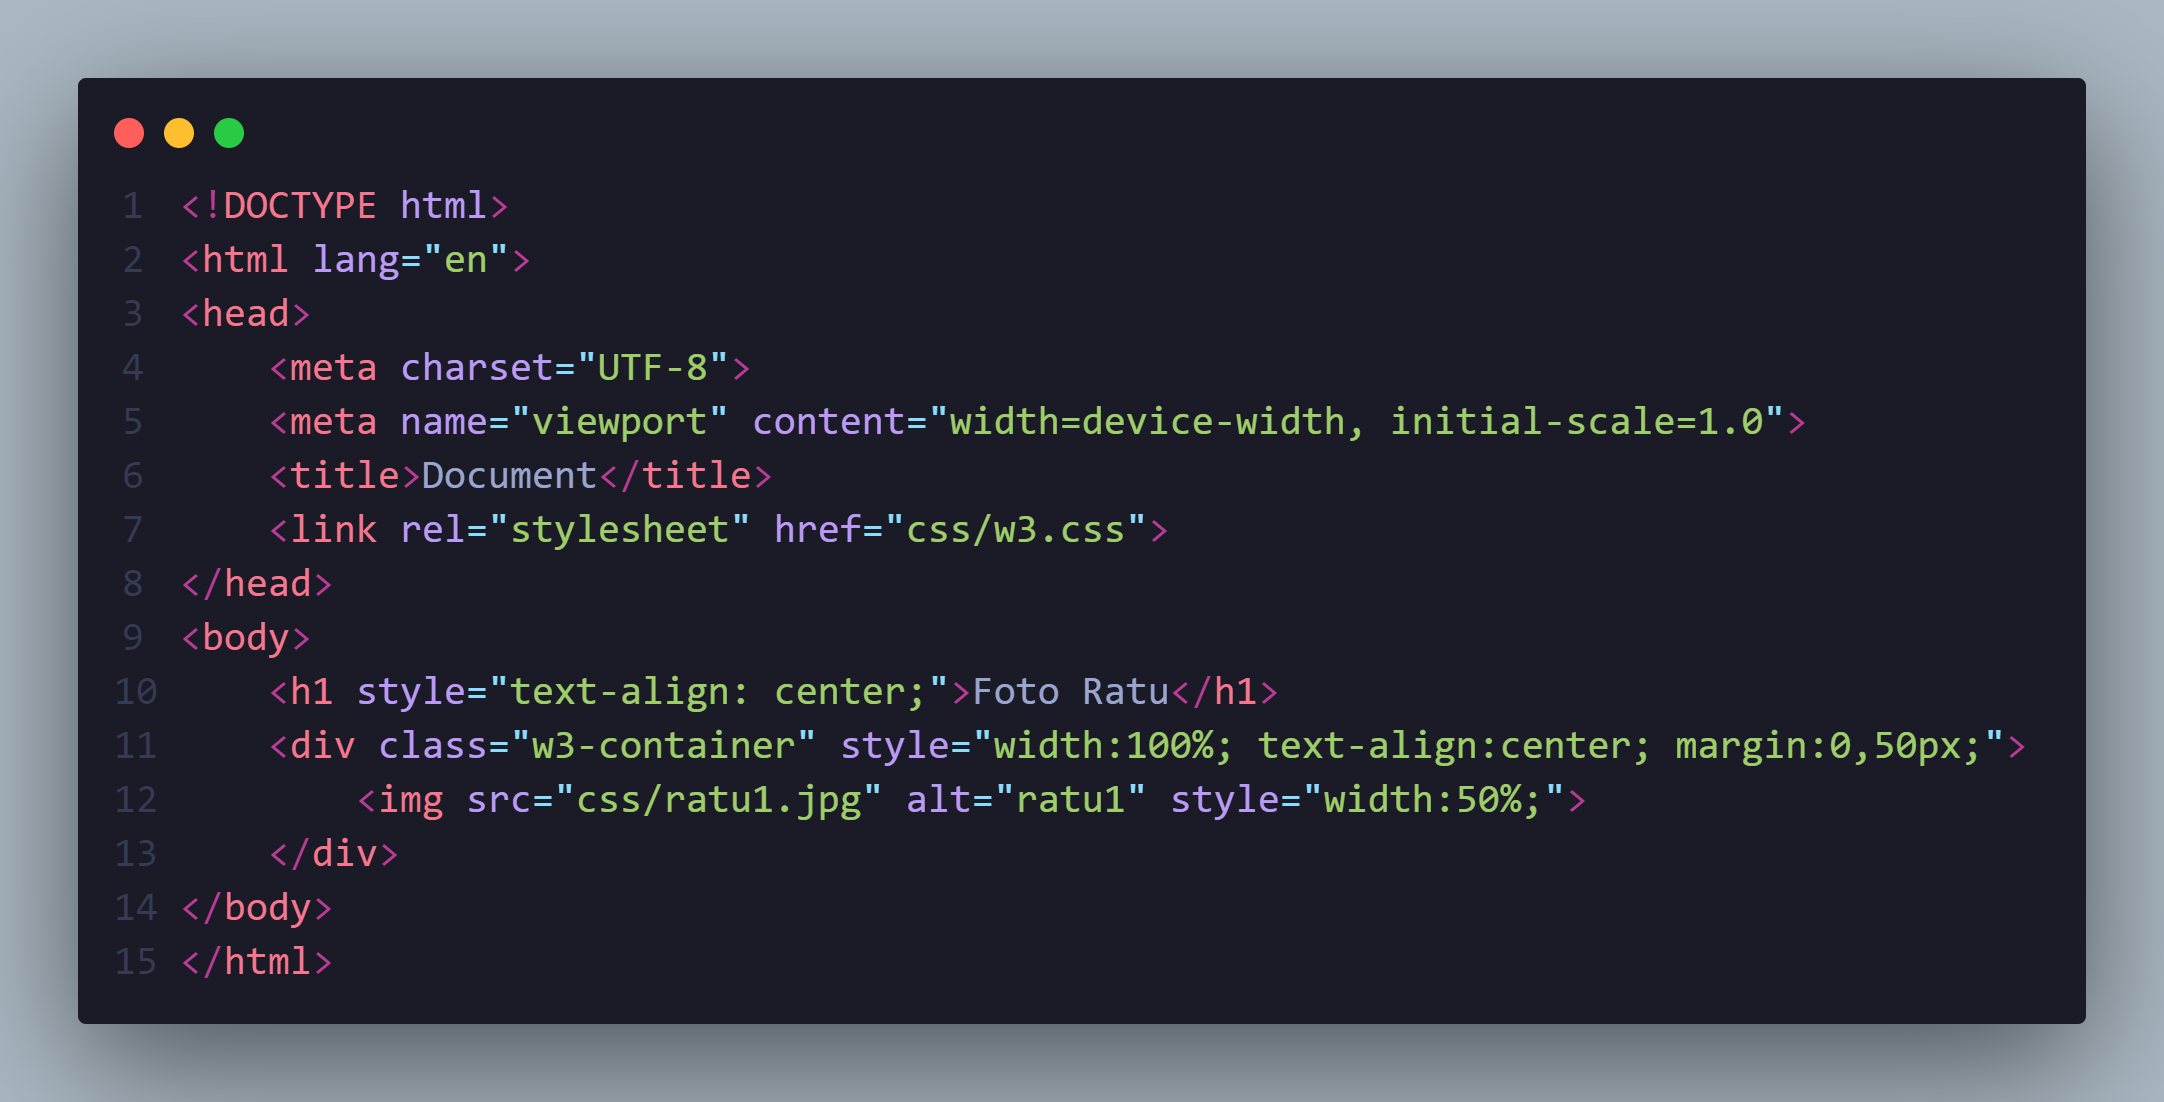 1 <!DOCTYPE html>
2 <html lang="en">
3 <head>
4     <meta charset="UTF-8">
5     <meta name="viewport" content="width=device-width, initial-scale=1.0">
6     <title>Document</title>
7     <link rel="stylesheet" href="css/w3.css">
8 </head>
9 <body>
10     <h1 style="text-align: center;">Foto Ratu</h1>
11     <div class="w3-container" style="width:100%; text-align:center; margin:0,50px;">
12         <img src="css/ratu1.jpg" alt="ratu1" style="width:50%;">
13     </div>
14 </body>
15 </html>